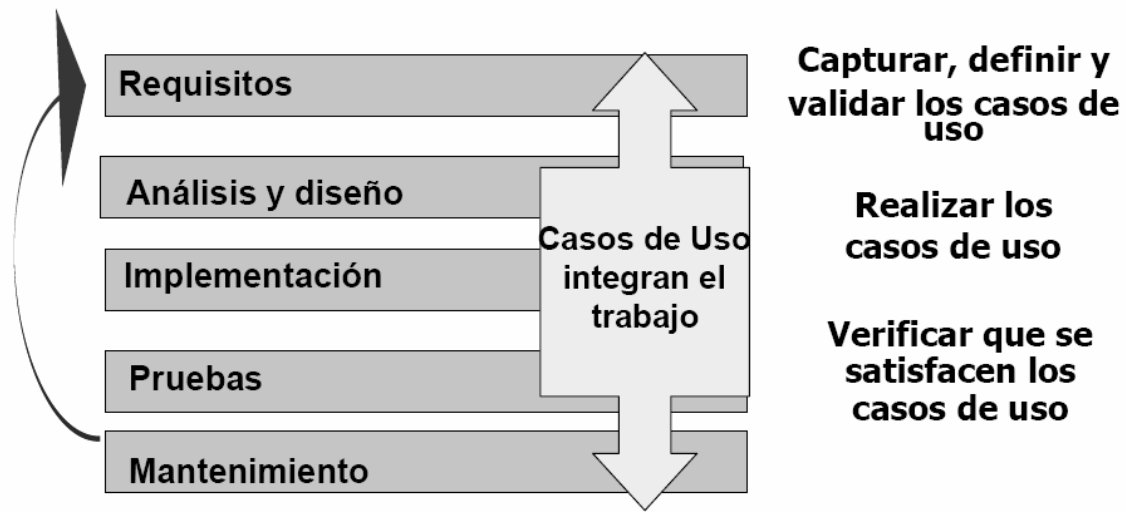 Requisitos
Análisis y diseño
Implementación
Pruebas
Mantenimiento
Casos de Uso
integran el
trabajo
Capturar, definir y
validar los casos de
uso
Realizar los
casos de uso
Verificar que se
satisfacen los
casos de uso